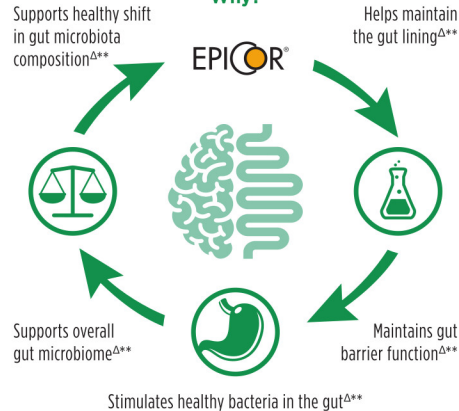 Why?
Supports healthy shift
in gut microbiota
composition∆**
EPICOR®
Helps maintain
the gut lining∆**
Supports overall
gut microbiome∆**
Maintains gut
barrier function∆**
Stimulates healthy bacteria in the gut∆**